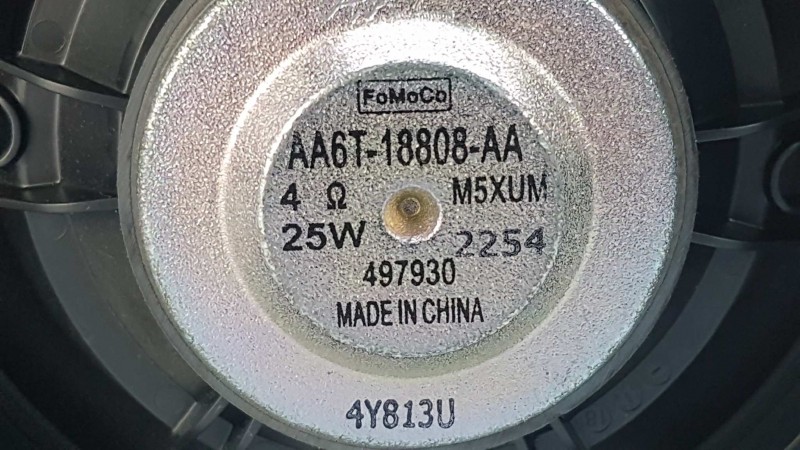 FoMoCo
AA6T-18808-AA
4 Ω M5XUM
25W 2254
497930
MADE IN CHINA
4Y813U